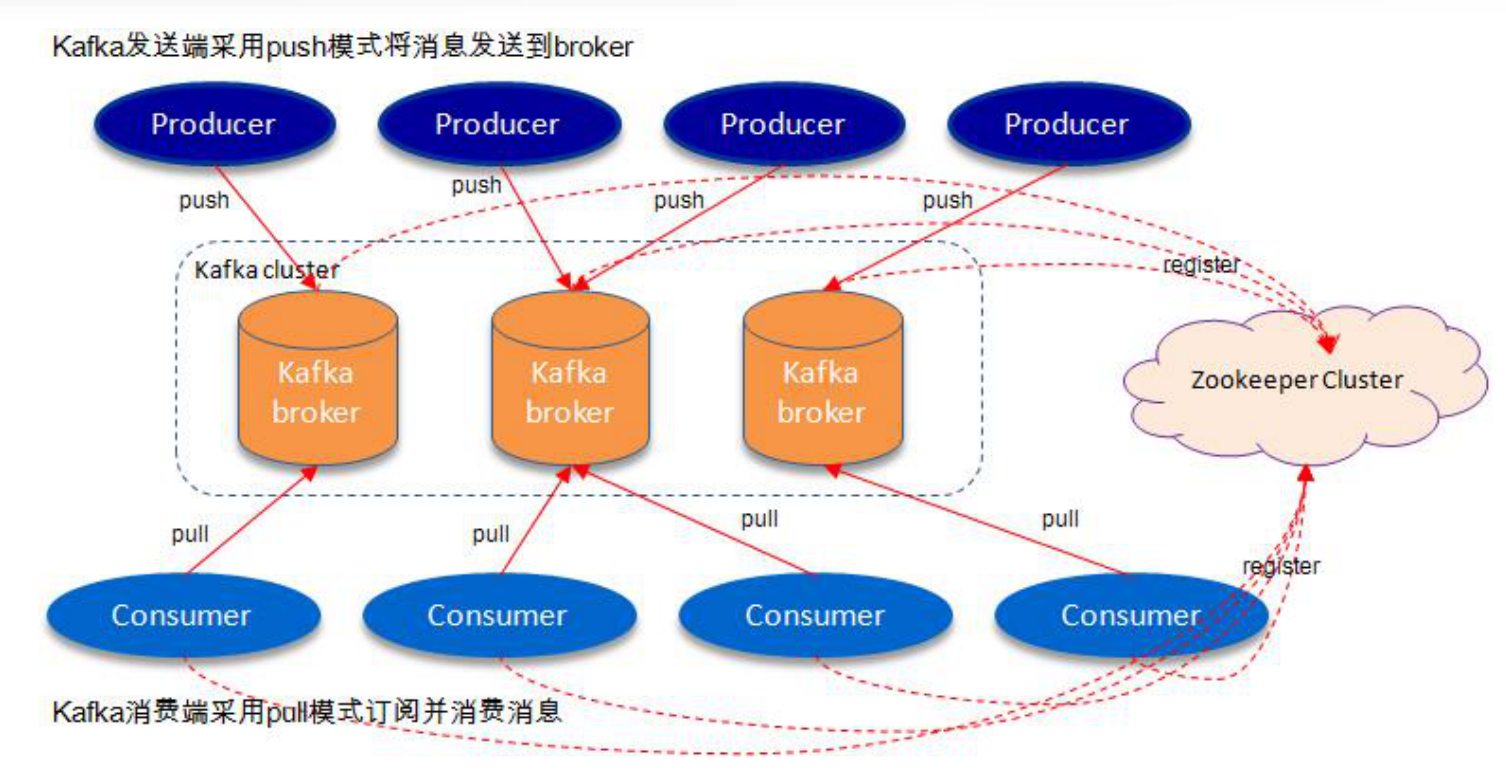 Kafka发送端采用push模式将消息发送到broker
Producer
Producer
Producer
Producer
push
push
push
push
Kafka cluster
register
Kafka
broker
Kafka
broker
Kafka
broker
Zookeeper Cluster
pull
pull
pull
pull
register
Consumer
Consumer
Consumer
Consumer
Kafka消费端采用pull模式订阅并消费消息